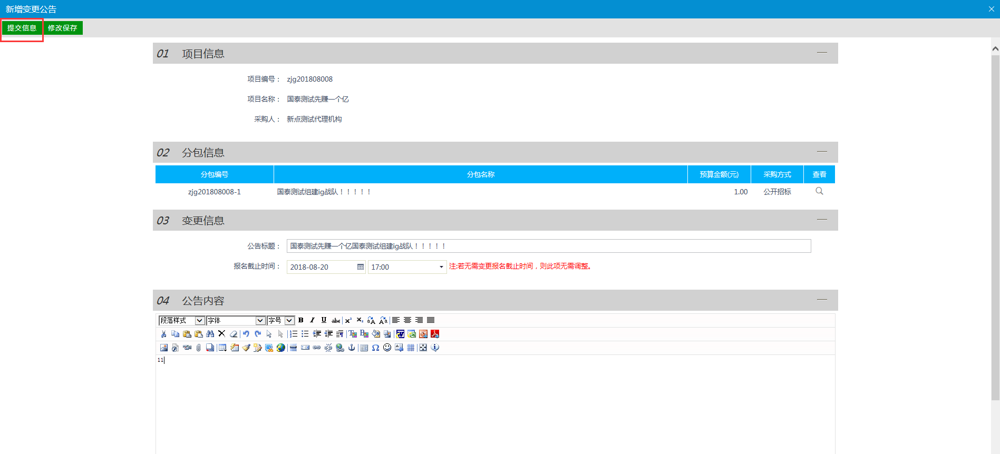 新增变更公告
提交信息 修改保存
01 项目信息
项目编号： zjg201808008
项目名称： 国泰测试先赚一个亿
采购人： 新点测试代理机构
02 分包信息
分包编号 分包名称 预算金额(元) 采购方式 查看
zjg201808008-1 国泰测试组建ig战队！！！！！ 1.00 公开招标
03 变更信息
公告标题： 国泰测试先赚一个亿国泰测试组建ig战队！！！！！
报名截止时间： 2018-08-20 17:00 注:若无需变更报名截止时间，则此项无需调整。
04 公告内容
段落样式 字体 字号
11